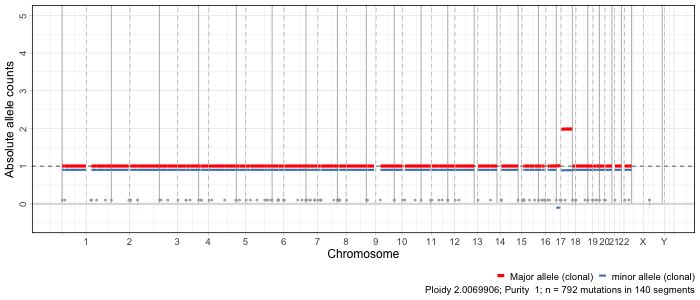 Absolute allele counts
5
4
3
2
1
0
1 2 3 4 5 6 7 8 9 10 11 12 13 14 15 16 17 18 19 20 21 22 X Y
Chromosome
Major allele (clonal) minor allele (clonal)
Ploidy 2.0069906; Purity 1; n = 792 mutations in 140 segments